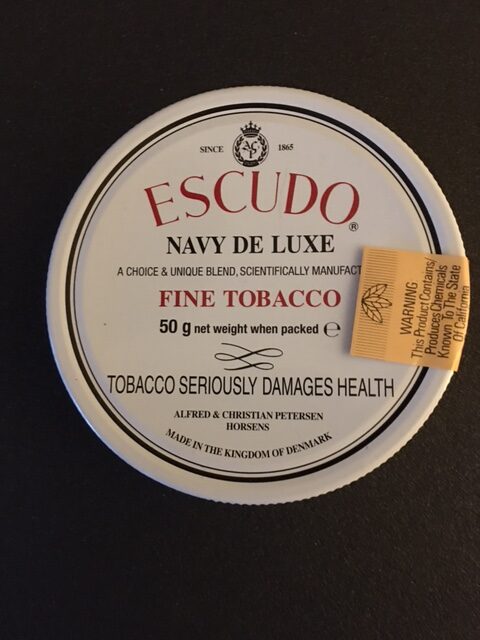 SINCE 1865
ESCUDO®
NAVY DE LUXE
A CHOICE & UNIQUE BLEND, SCIENTIFICALLY MANUFACT
FINE TOBACCO
50 g net weight when packed ℮
TOBACCO SERIOUSLY DAMAGES HEALTH
ALFRED & CHRISTIAN PETERSEN
HORSENS
MADE IN THE KINGDOM OF DENMARK
WARNING
This Product Contains/
Produces Chemicals
Known To The State
Of California